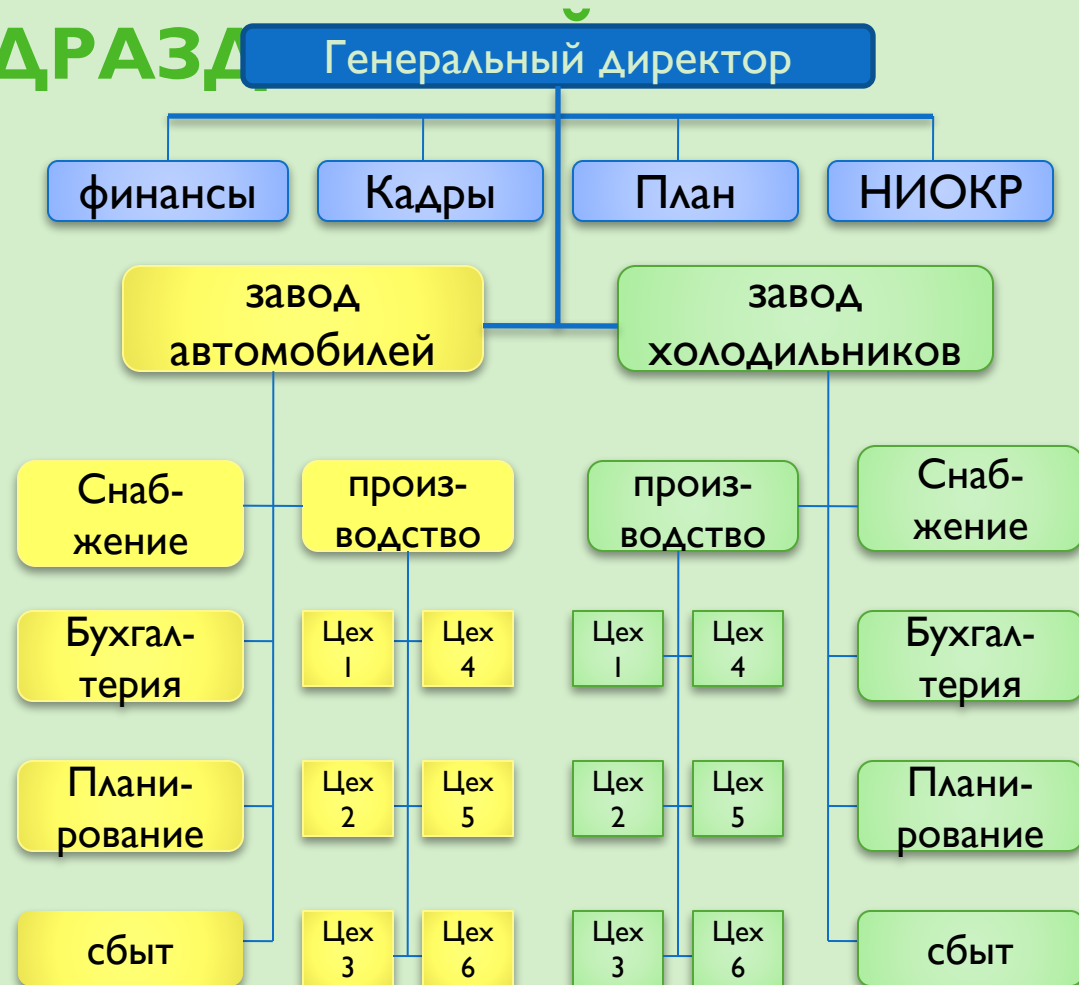 Генеральный директор
финансы
Кадры
План
НИОКР
завод
автомобилей
завод
холодильников
Снаб-
жение
произ-
водство
произ-
водство
Снаб-
жение
Бухгал-
терия
Цех
1
Цех
4
Цех
1
Цех
4
Бухгал-
терия
Плани-
рование
Цех
2
Цех
5
Цех
2
Цех
5
Плани-
рование
сбыт
Цех
3
Цех
6
Цех
3
Цех
6
сбыт